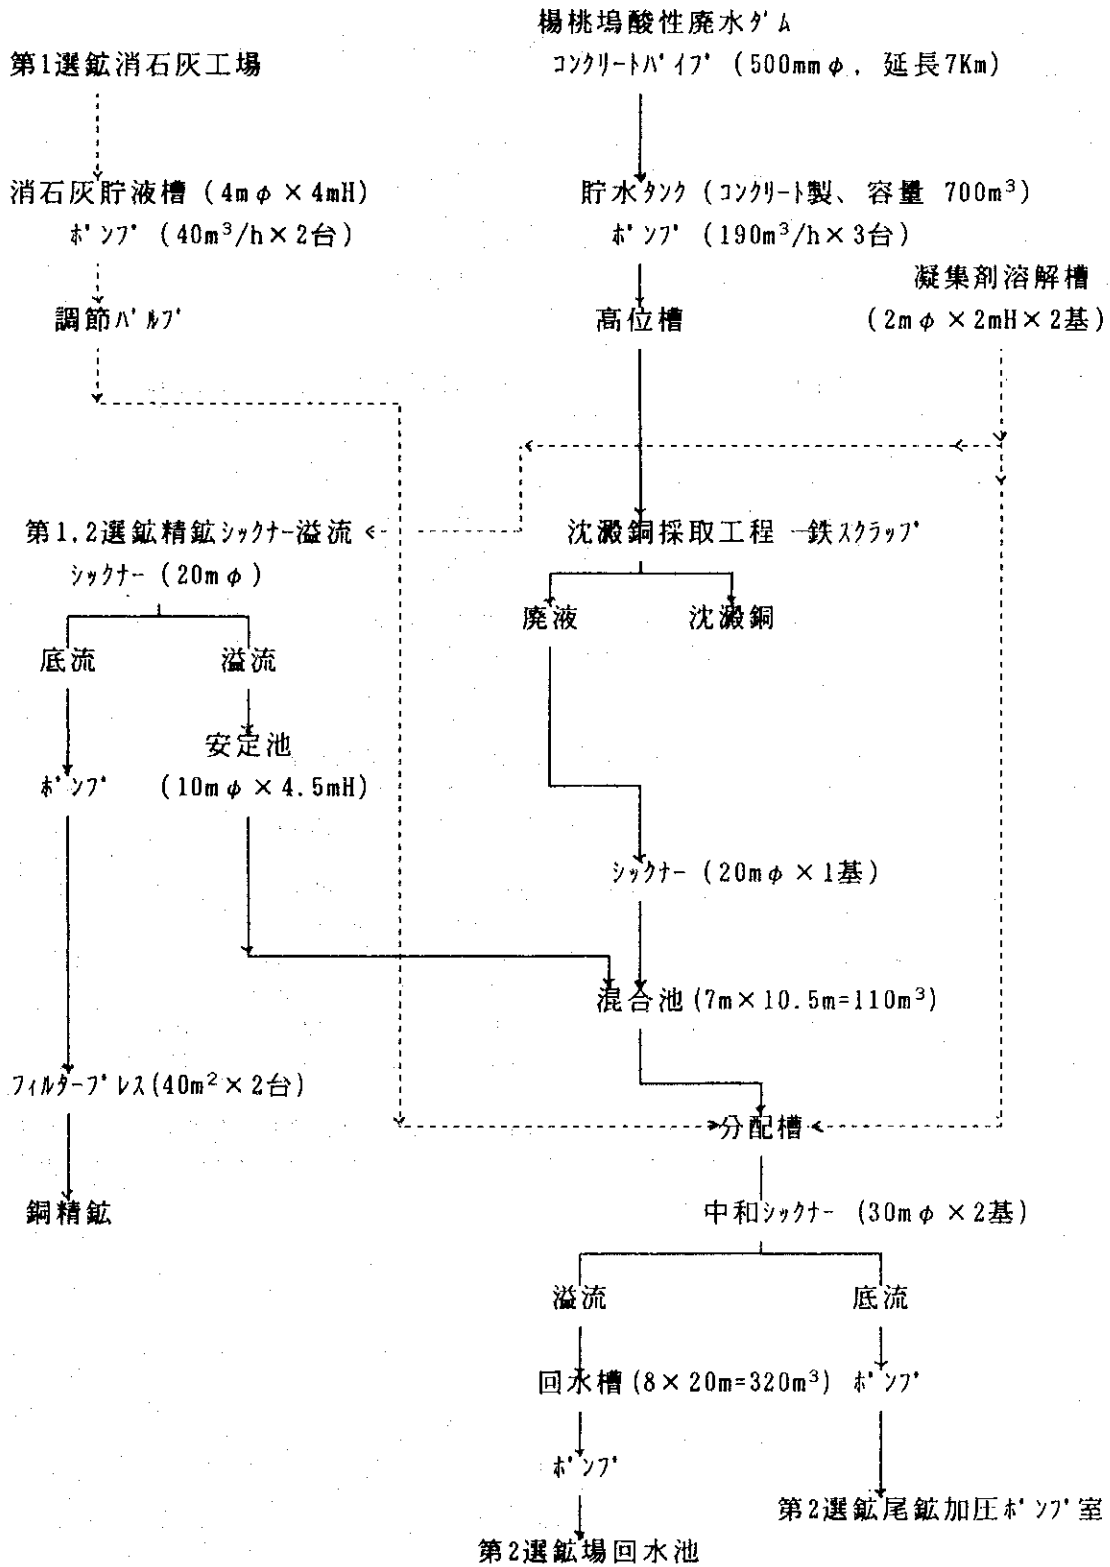 楊桃塢酸性廃水ダム
第1選鉱消石灰工場
コンクリートパイプ (500mmφ, 延長7Km)
消石灰貯液槽 (4mφ×4mH)
貯水タンク (コンクリート製、容量 700m³)
ポンプ (40m³/h×2台)
ポンプ (190m³/h×3台)
凝集剤溶解槽
調節バルブ
高位槽
(2mφ×2mH×2基)
第1,2選鉱精鉱シックナー溢流
沈澱銅採取工程 鉄スクラップ
シックナー (20mφ)
廃液
沈澱銅
底流
溢流
安定池
ポンプ
(10mφ×4.5mH)
シックナー (20mφ×1基)
混合池 (7m×10.5m=110m³)
フィルタープレス (40m²×2台)
分配槽
銅精鉱
中和シックナー (30mφ×2基)
溢流
底流
回水槽 (8×20m=320m³)
ポンプ
ポンプ
第2選鉱尾鉱加圧ポンプ室
第2選鉱場回水池